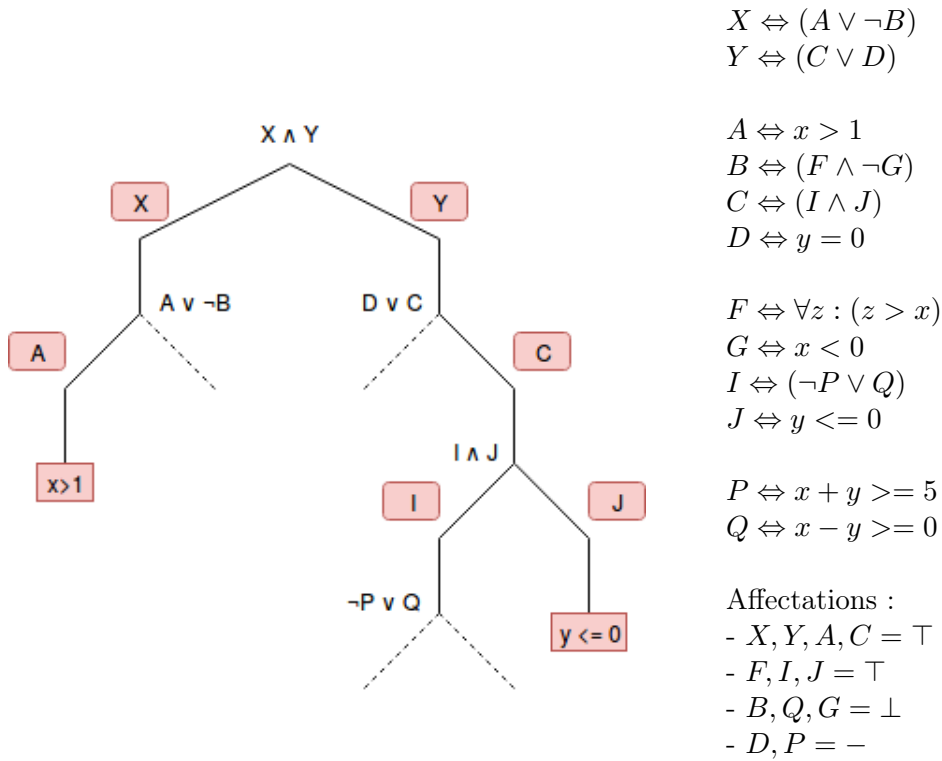 X ∧ Y
X
Y
A ∨ ¬B
D ∨ C
A
C
x>1
I ∧ J
I
J
¬P ∨ Q
y <= 0
X ⇔ (A ∨ ¬B)
Y ⇔ (C ∨ D)
A ⇔ x > 1
B ⇔ (F ∧ ¬G)
C ⇔ (I ∧ J)
D ⇔ y = 0
F ⇔ ∀z : (z > x)
G ⇔ x < 0
I ⇔ (¬P ∨ Q)
J ⇔ y <= 0
P ⇔ x + y >= 5
Q ⇔ x − y >= 0
Affectations :
- X, Y, A, C = ⊤
- F, I, J = ⊤
- B, Q, G = ⊥
- D, P = −